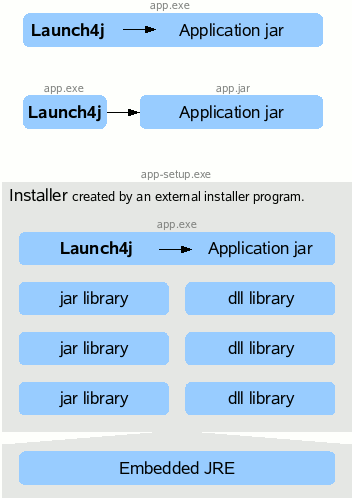 app.exe
Launch4j Application jar
app.exe app.jar
Launch4j Application jar
app-setup.exe
Installer created by an external installer program.
app.exe
Launch4j Application jar
jar library dll library
jar library dll library
jar library dll library
Embedded JRE